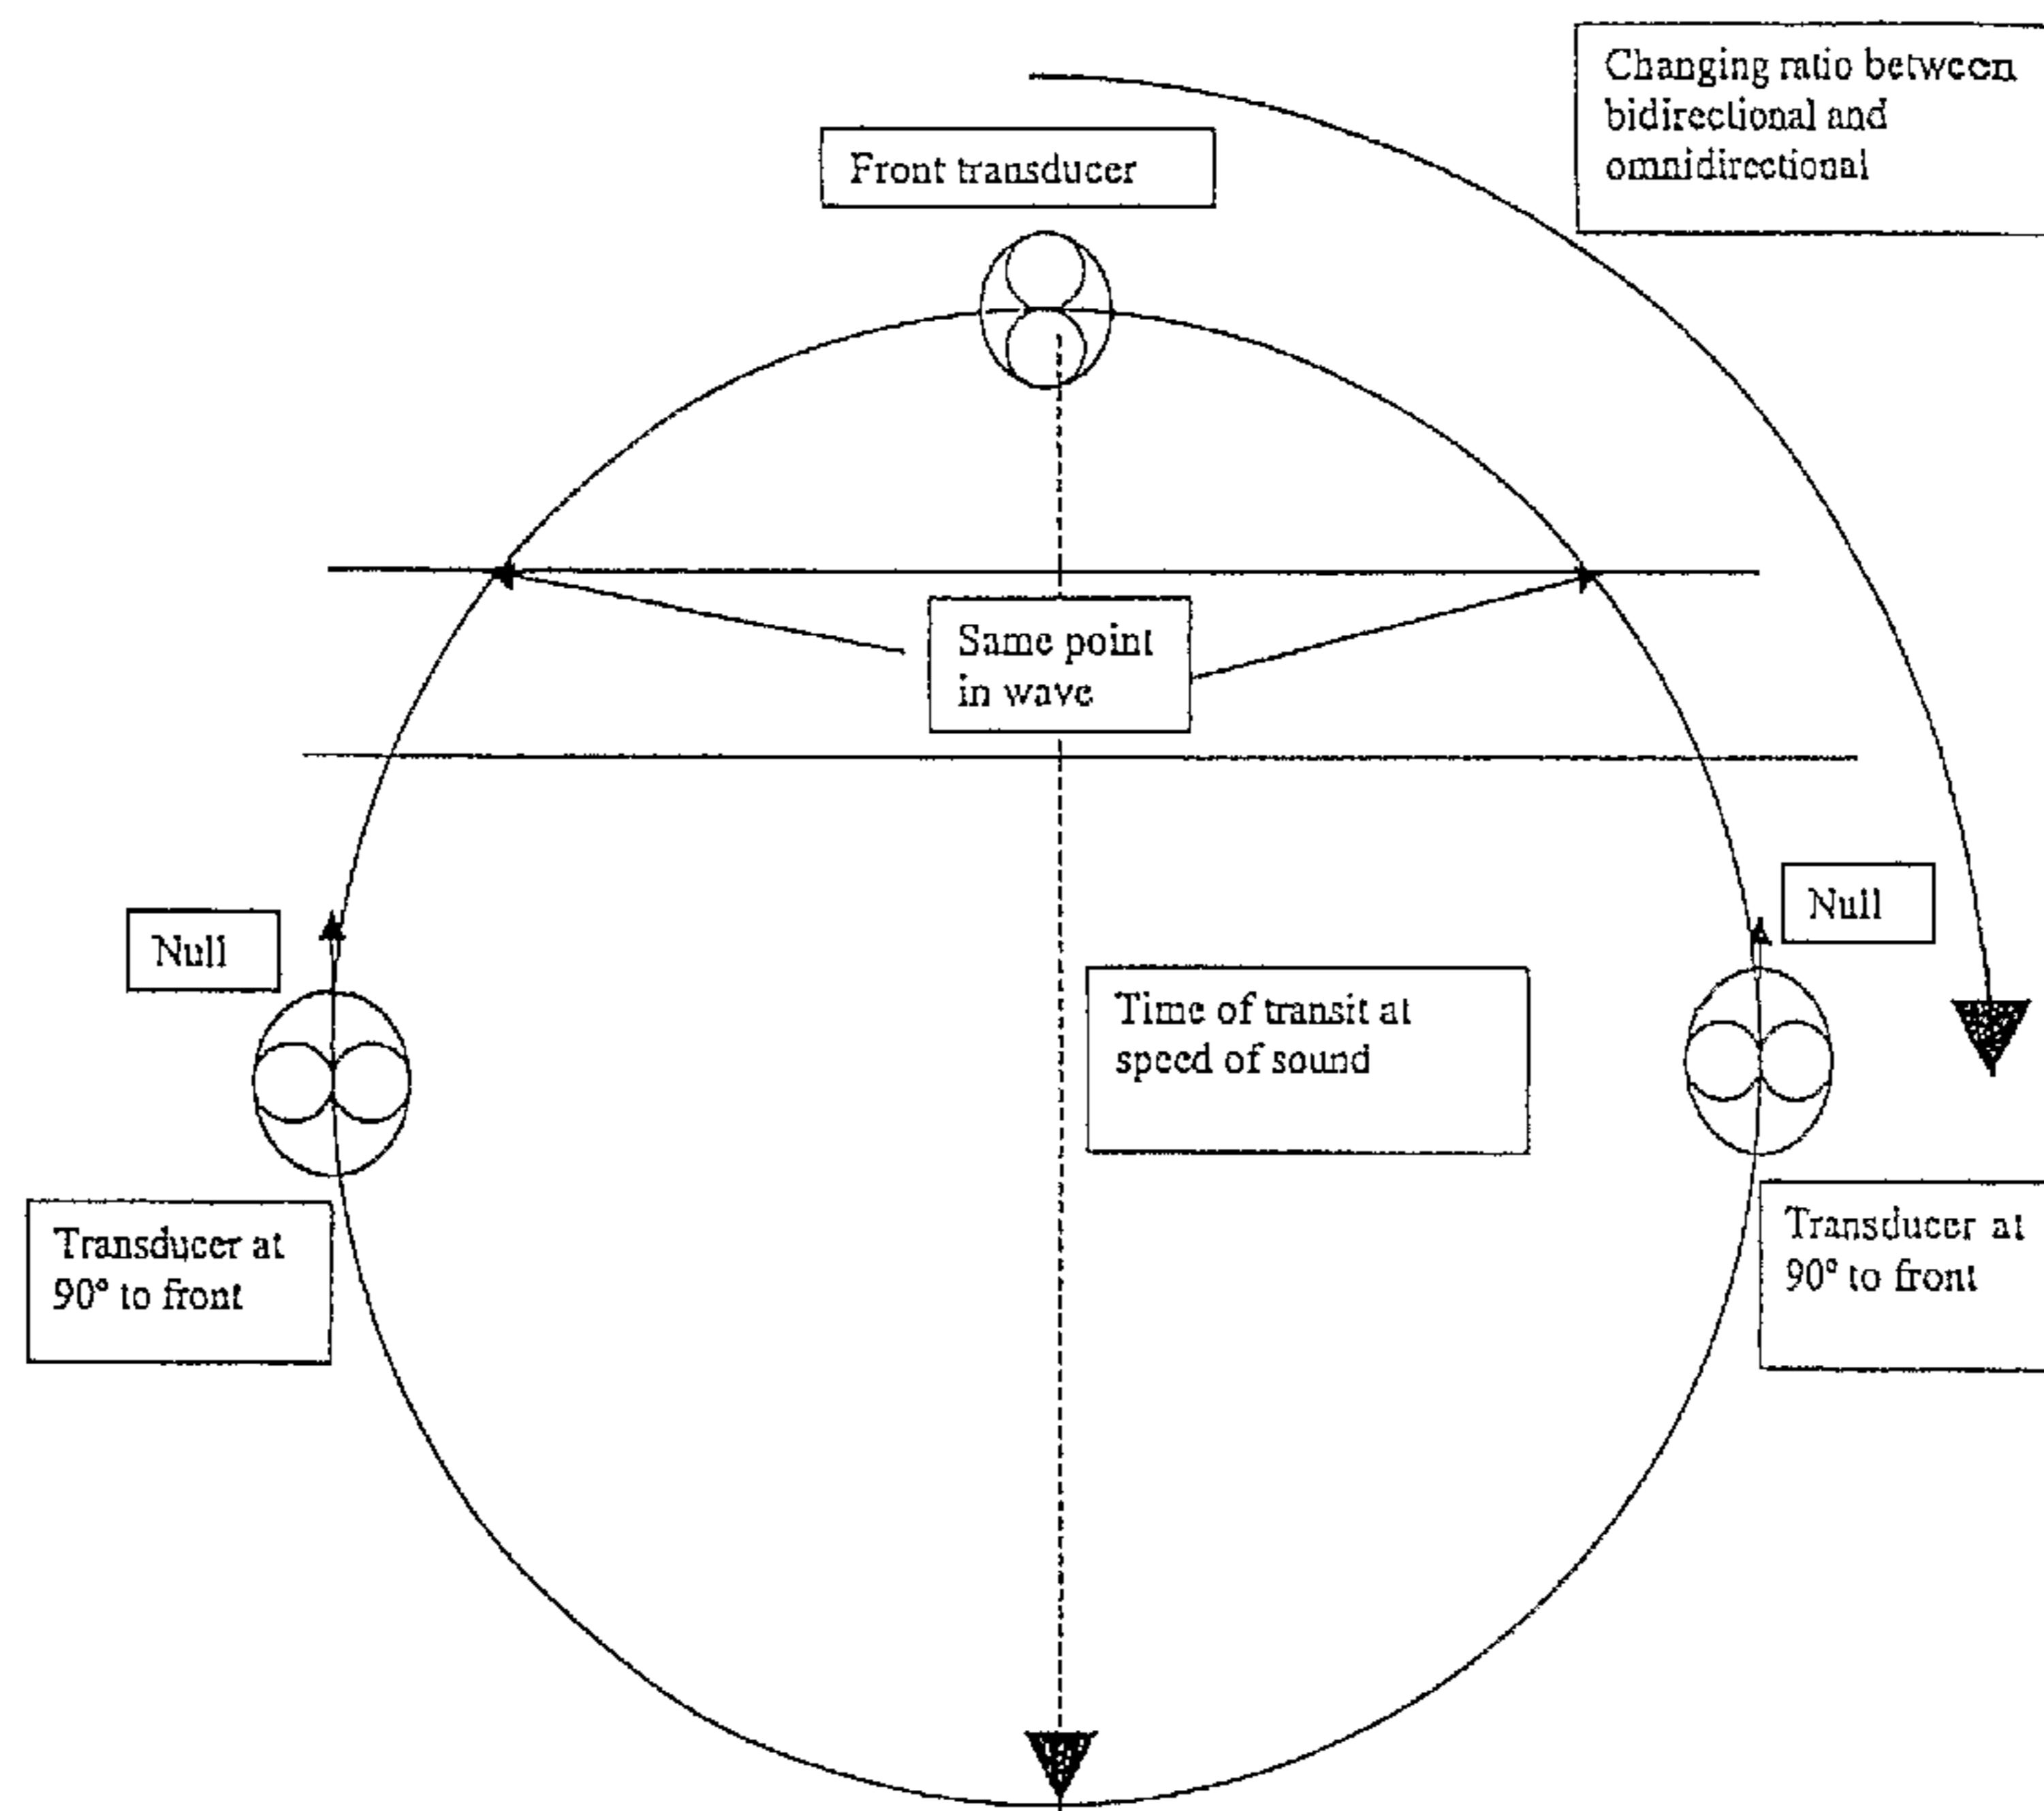 Changing ratio between
bidirectional and
omnidirectional
Front transducer
Same point
in wave
Null
Null
Time of transit at
speed of sound
Transducer at
90° to front
Transducer at
90° to front